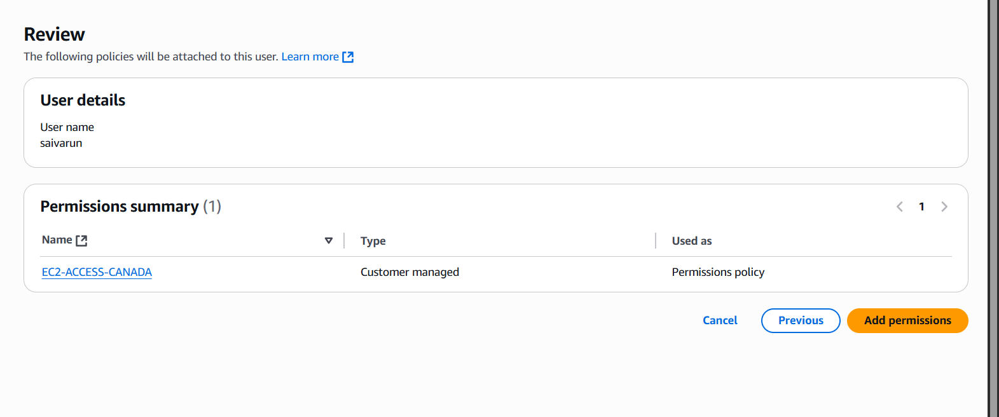 Review
The following policies will be attached to this user. Learn more
User details
User name
saivarun
Permissions summary (1)
1
Name
Type
Used as
EC2-ACCESS-CANADA
Customer managed
Permissions policy
Cancel
Previous
Add permissions